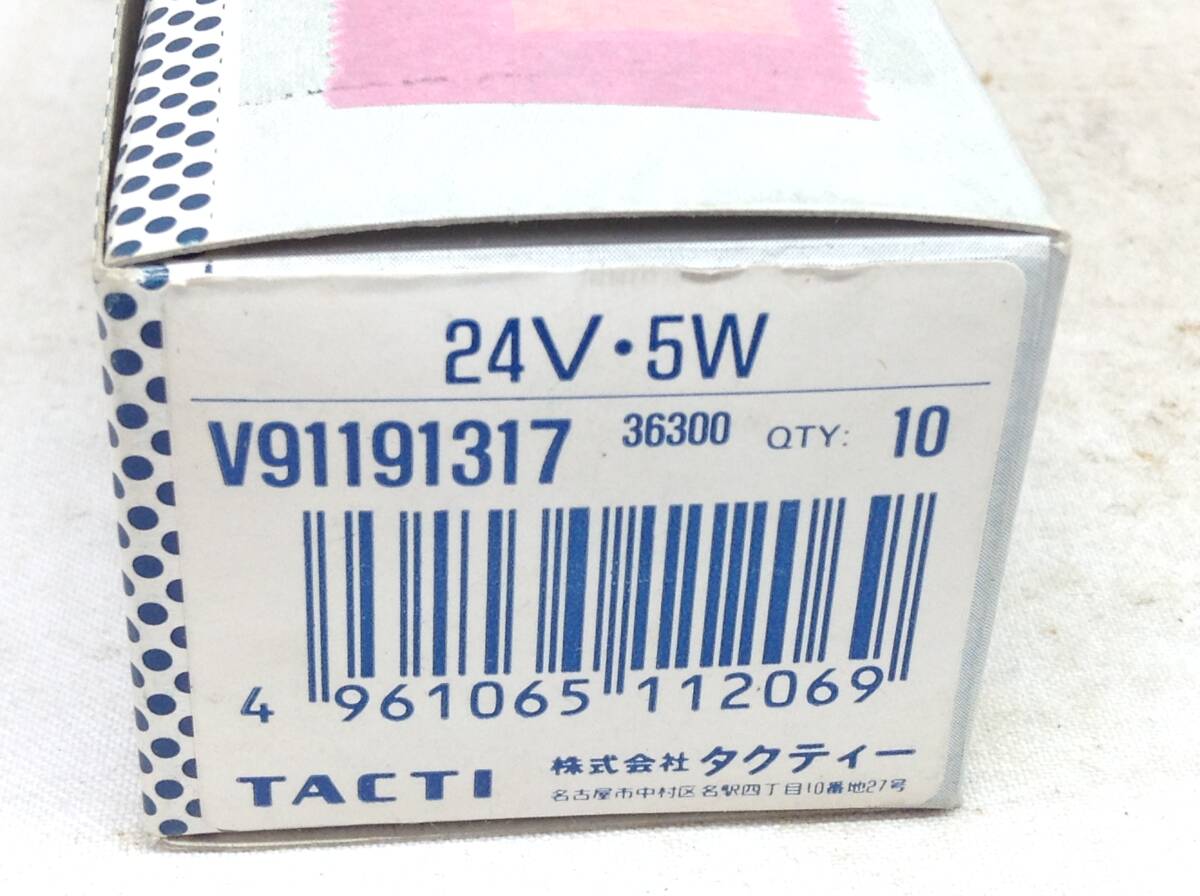 24V・5W
V91191317 36300 QTY: 10
4 961065 112069
TACTI 株式会社 タクティー
名古屋市中村区名駅四丁目10番地27号